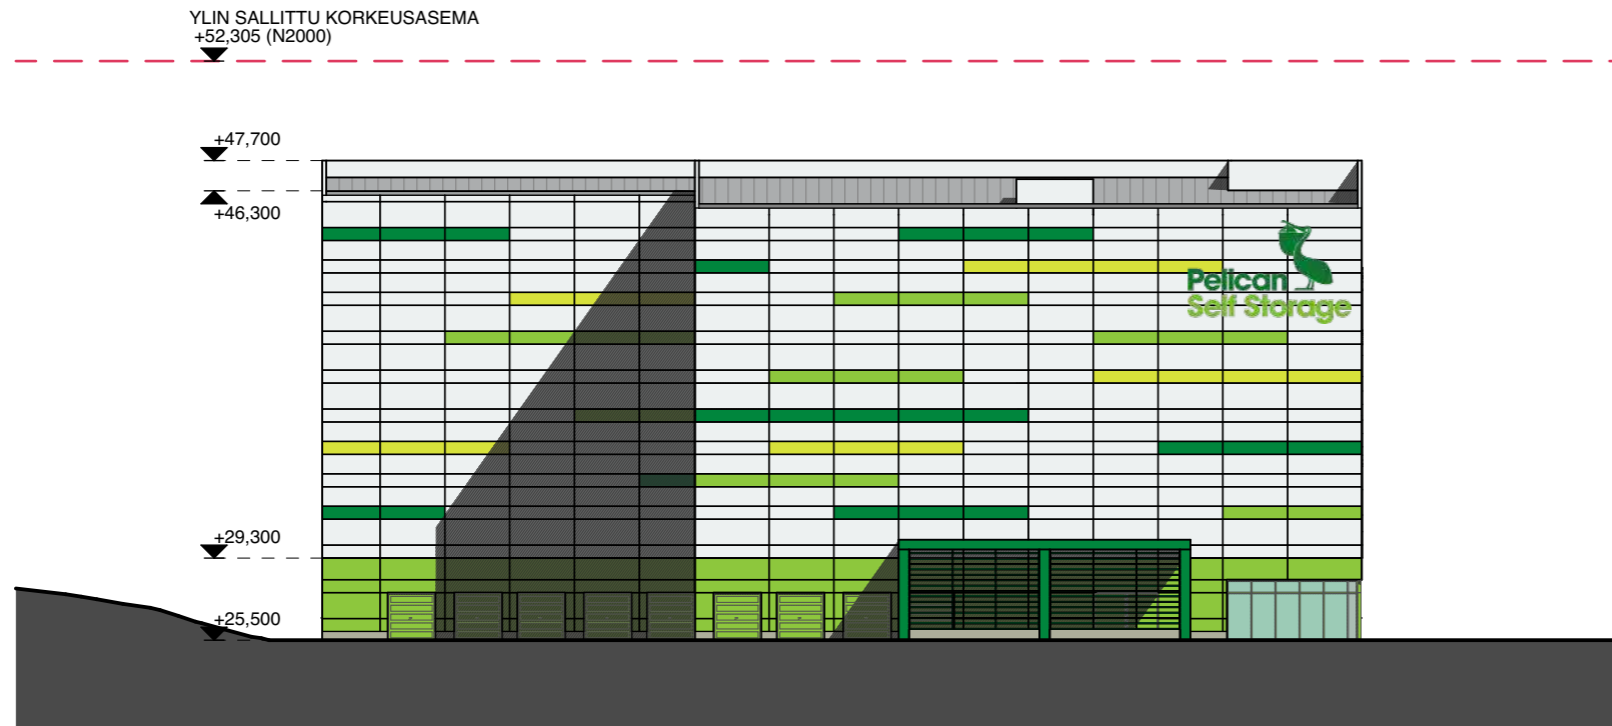 YLIN SALLITTU KORKEUSASEMA
+52,305 (N2000)
+47,700
+46,300
Pelican
Self Storage
+29,300
+25,500